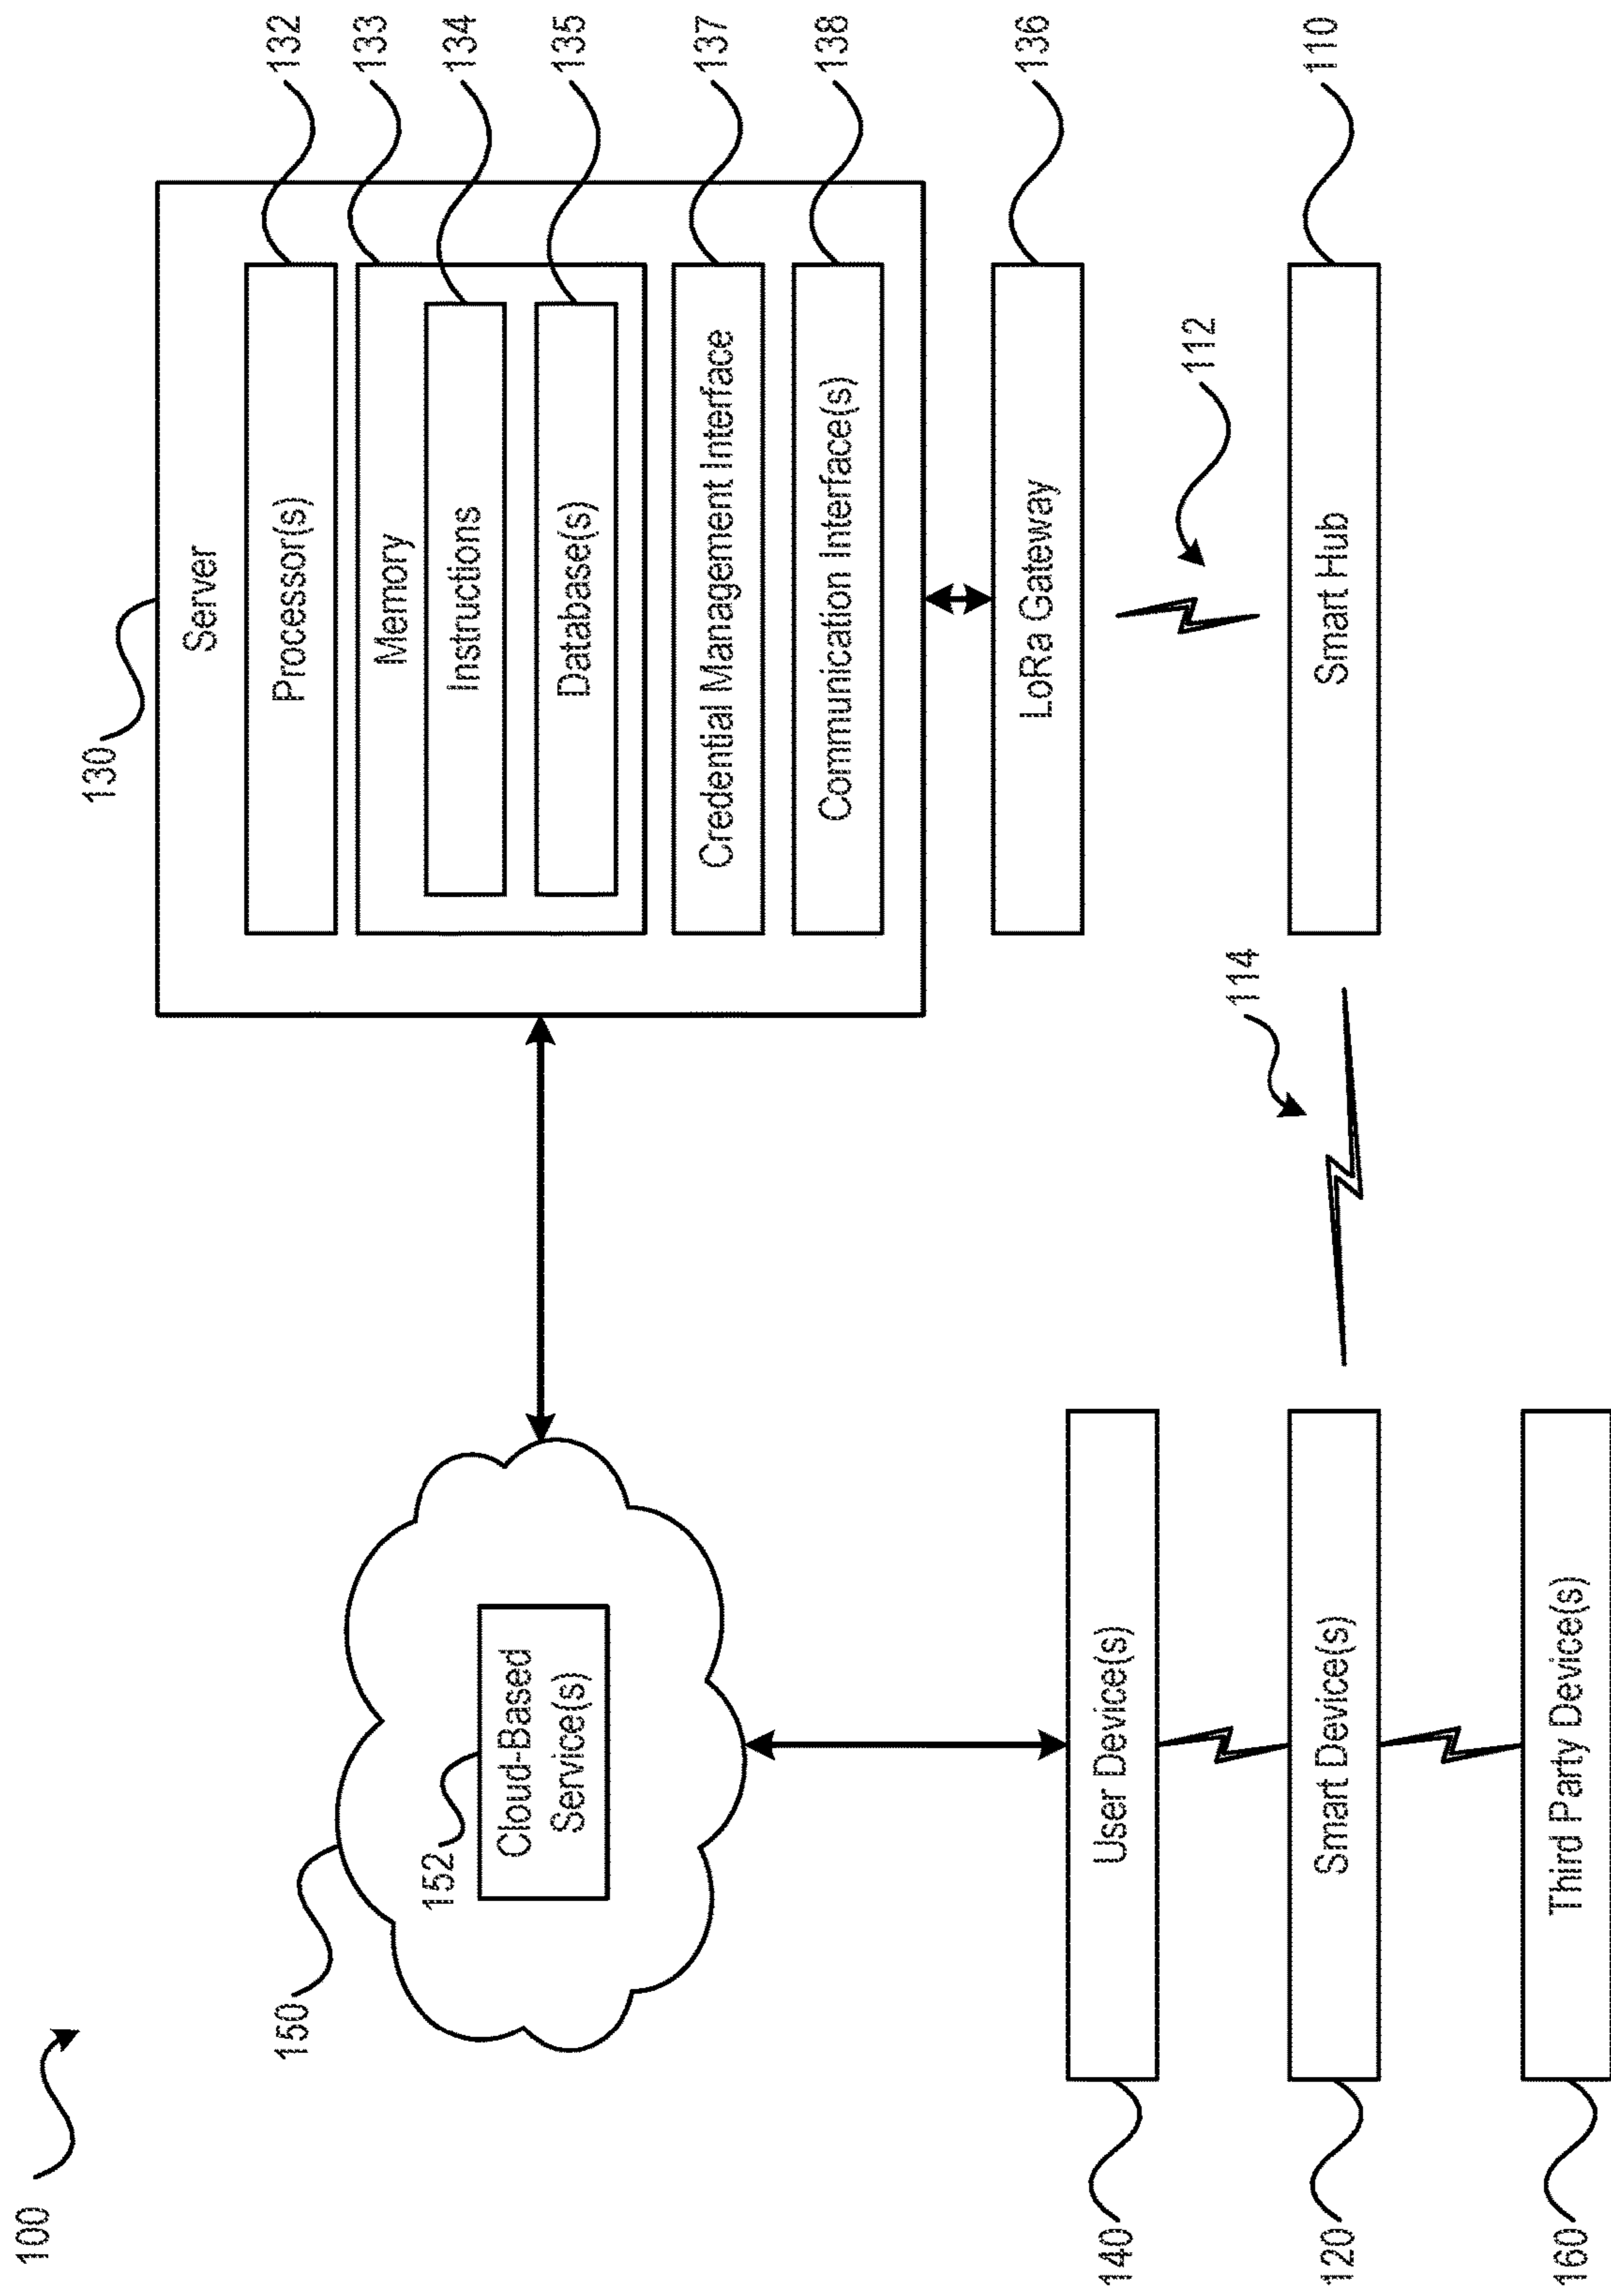 100
130
Server
Processor(s)
132
Memory
133
Instructions
134
Database(s)
135
Credential Management Interface
137
Communication Interface(s)
138
LoRa Gateway
136
112
Smart Hub
110
114
150
152
Cloud-Based
Service(s)
User Device(s)
140
Smart Device(s)
120
Third Party Device(s)
160